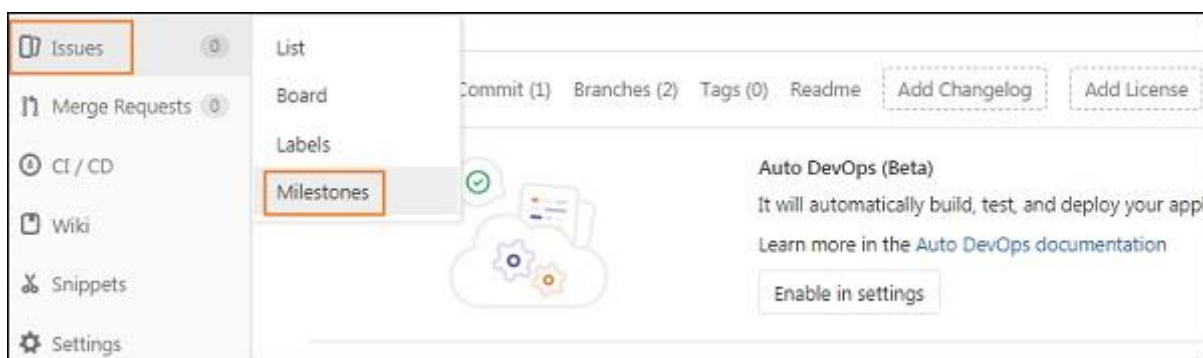 Issues 0
Merge Requests 0
CI / CD
Wiki
Snippets
Settings
List
Board
Labels
Milestones
Commit (1) Branches (2) Tags (0) Readme Add Changelog Add License
Auto DevOps (Beta)
It will automatically build, test, and deploy your appl
Learn more in the Auto DevOps documentation
Enable in settings